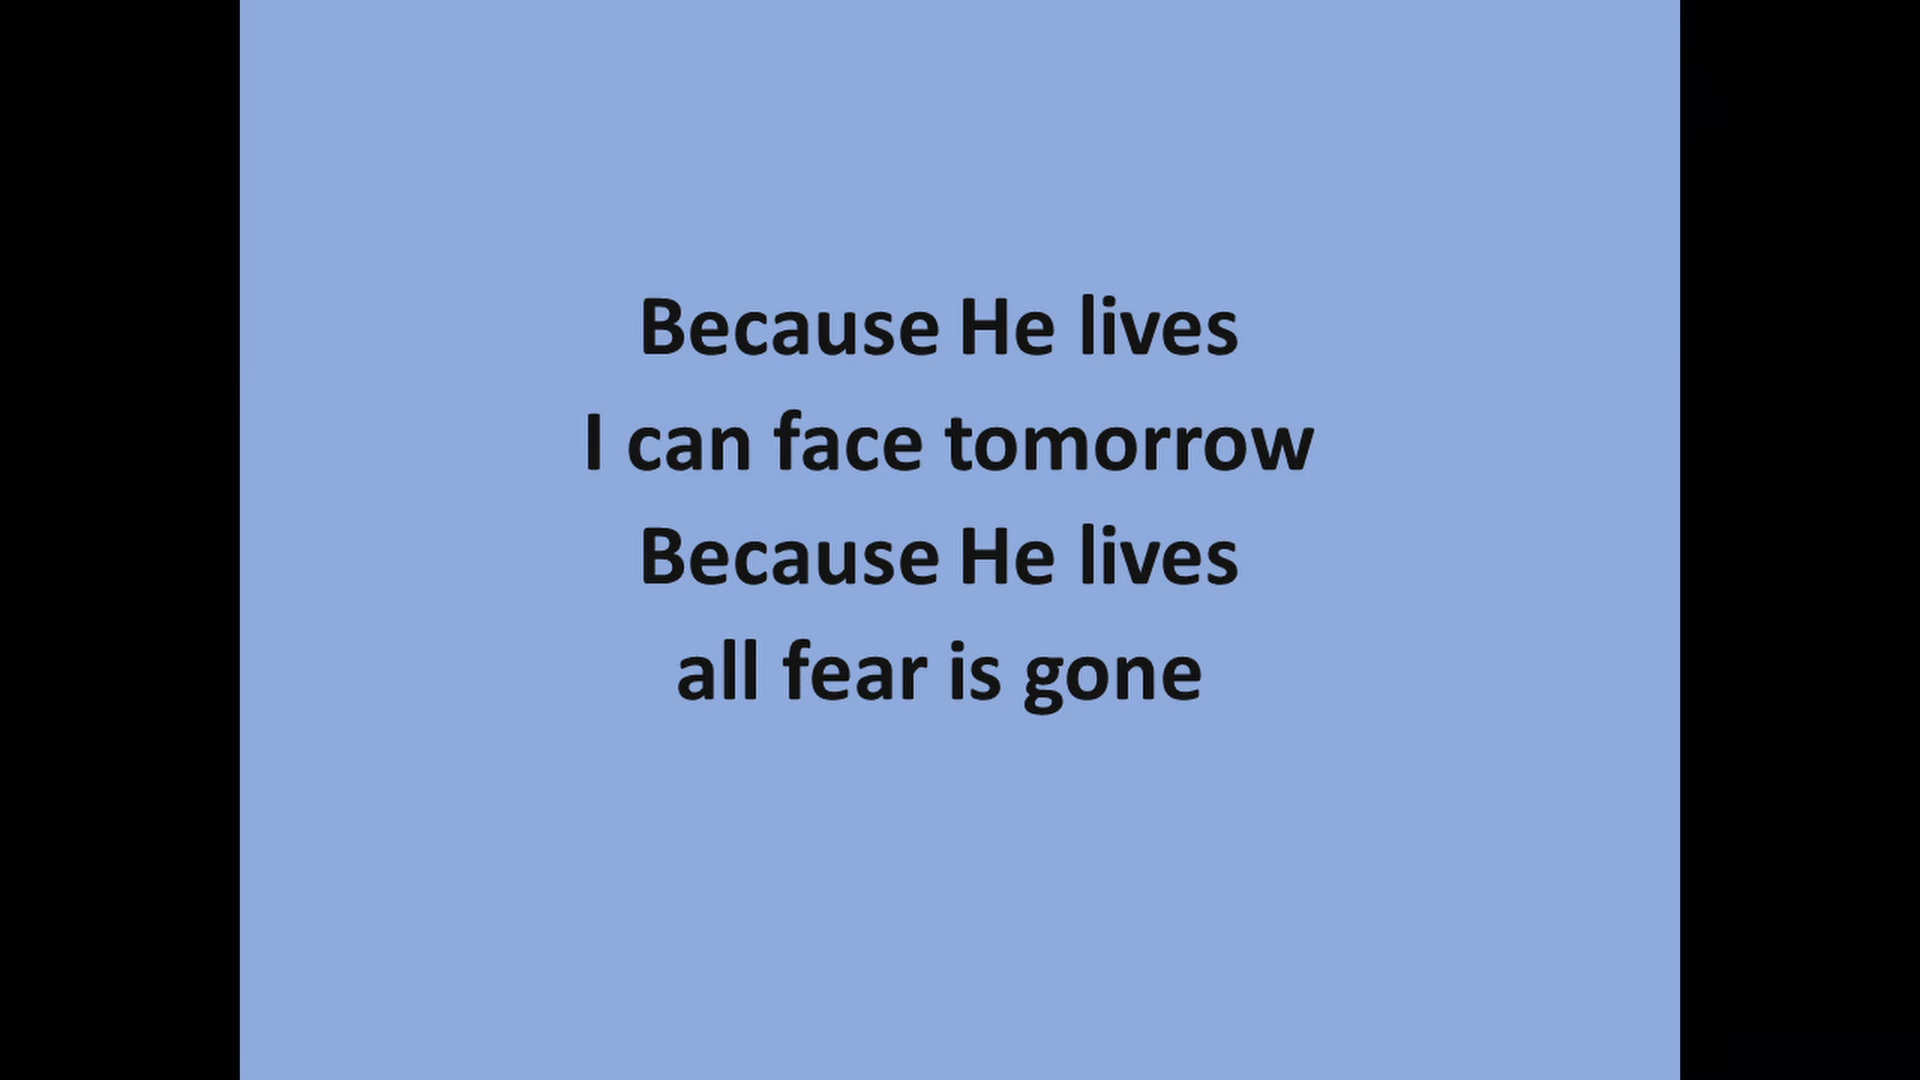 Because He lives
I can face tomorrow
Because He lives
all fear is gone